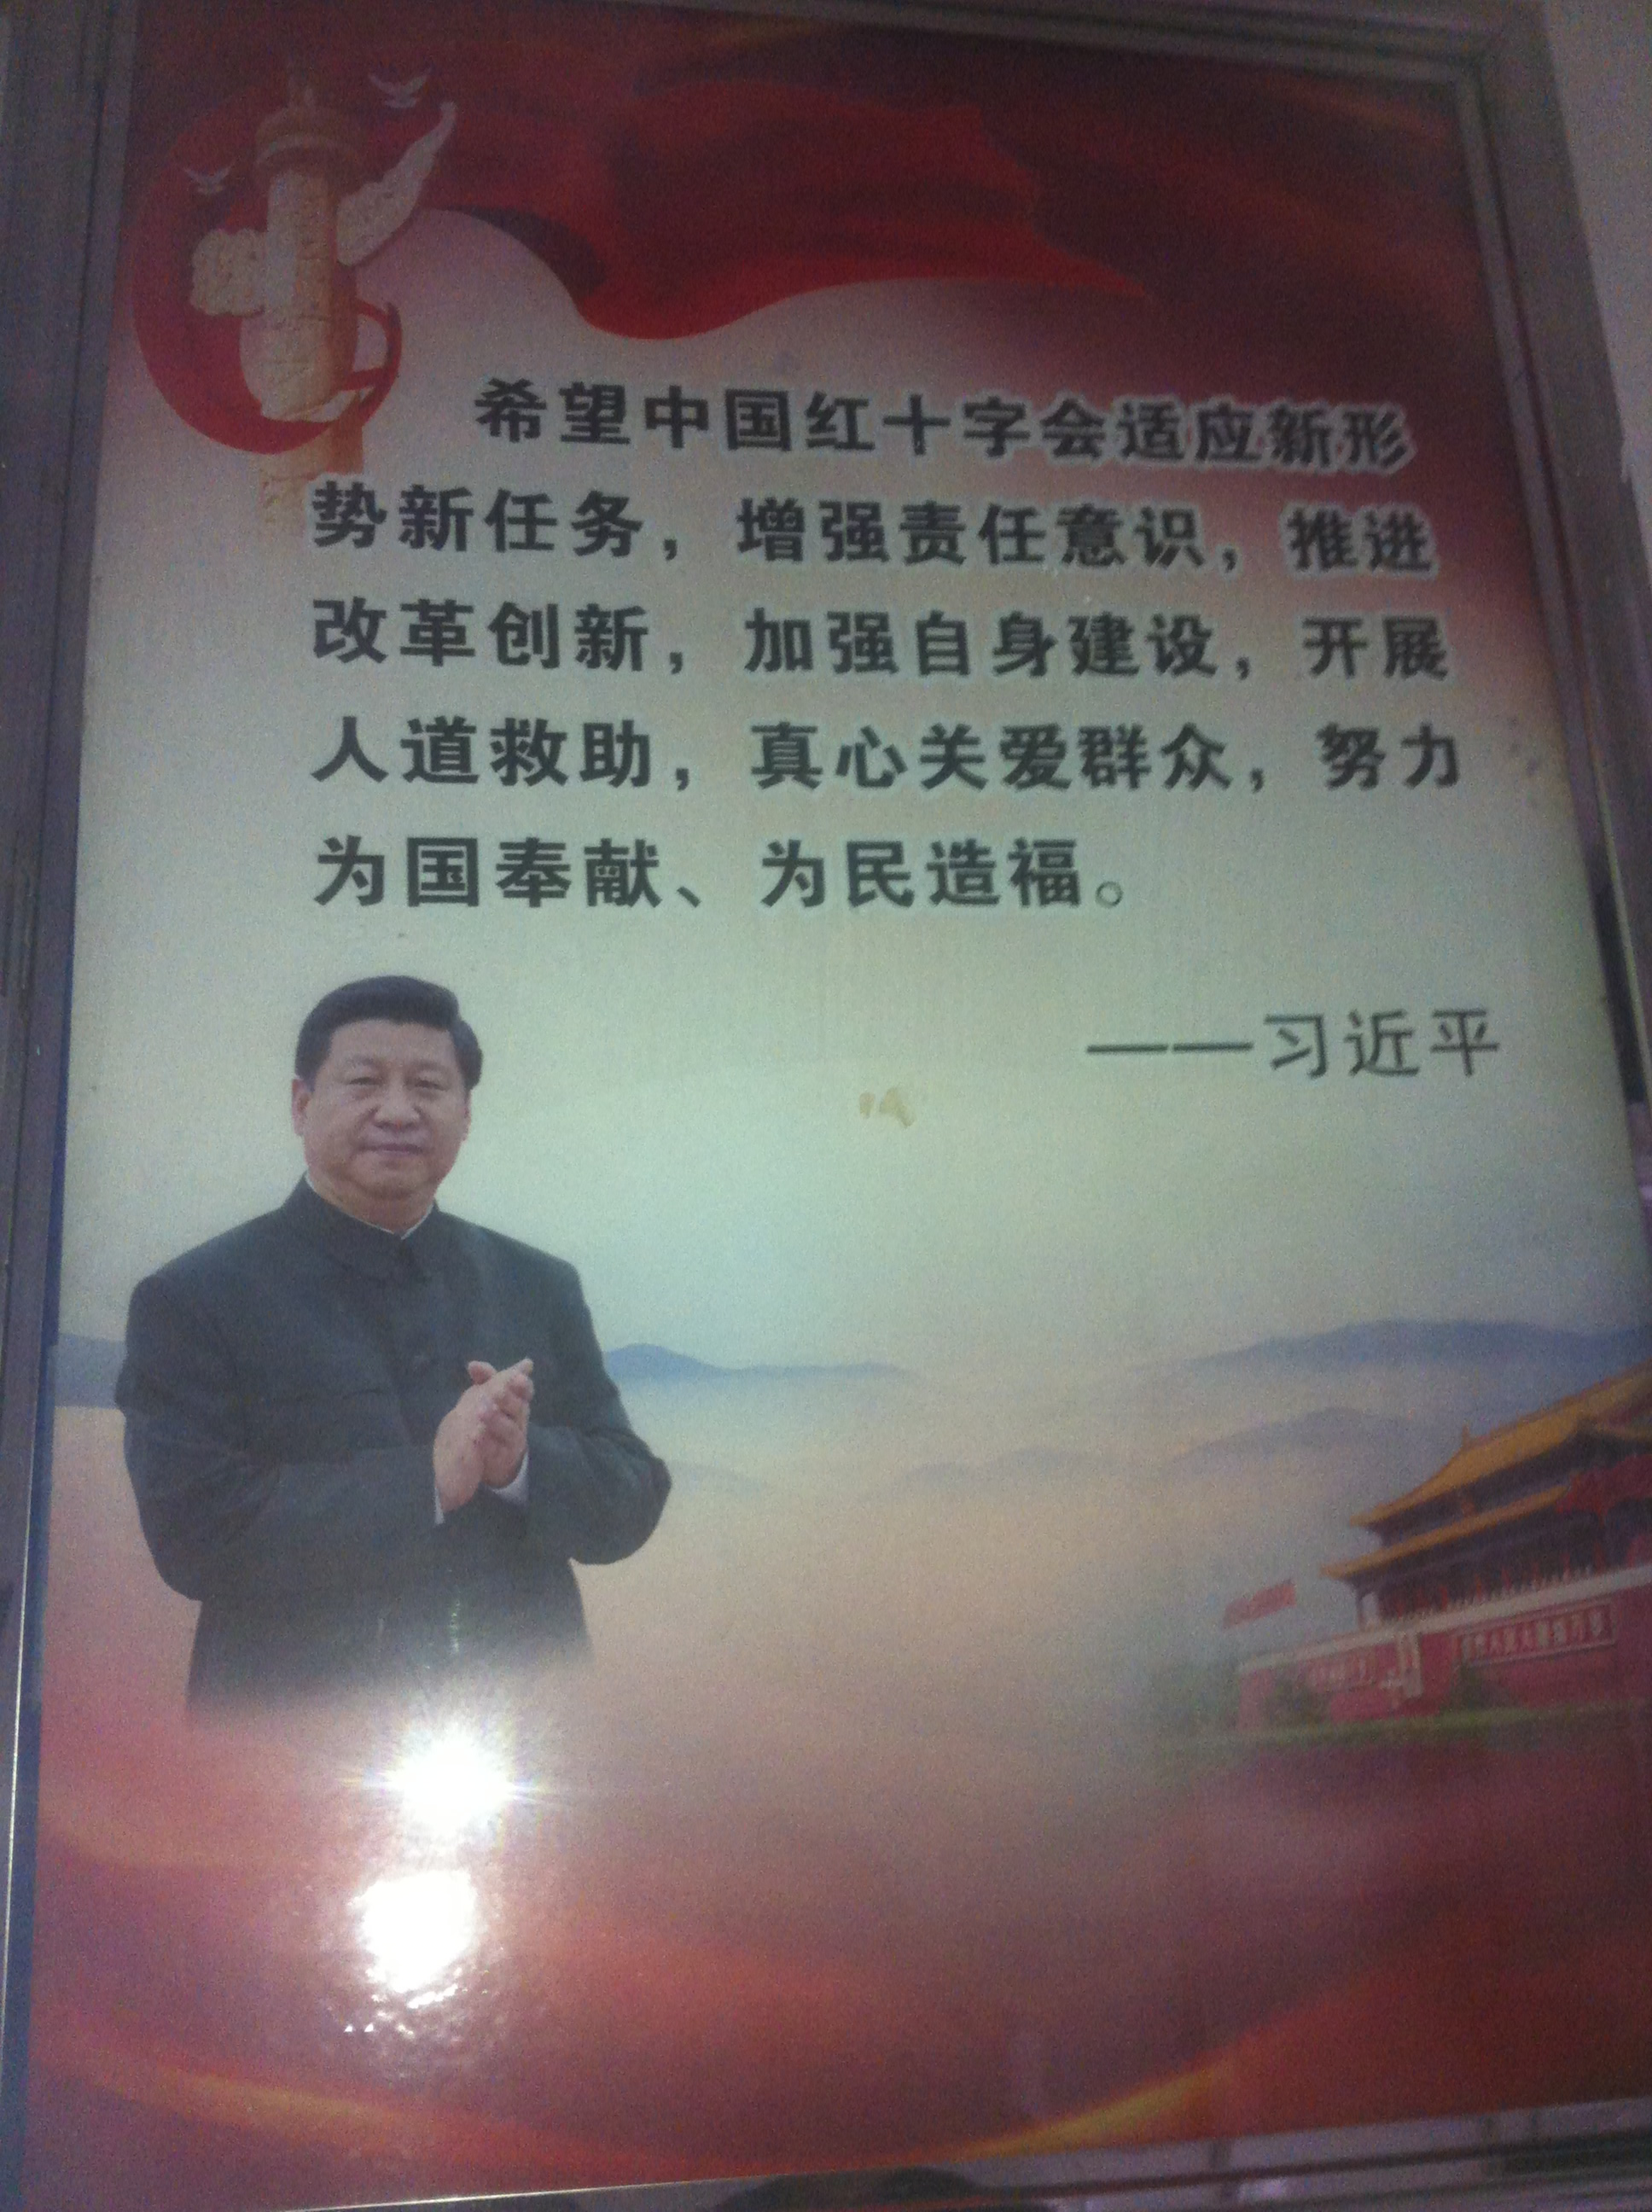 希望中国红十字会适应新形
势新任务，增强责任意识，推进
改革创新，加强自身建设，开展
人道救助，真心关爱群众，努力
为国奉献、为民造福。
——习近平